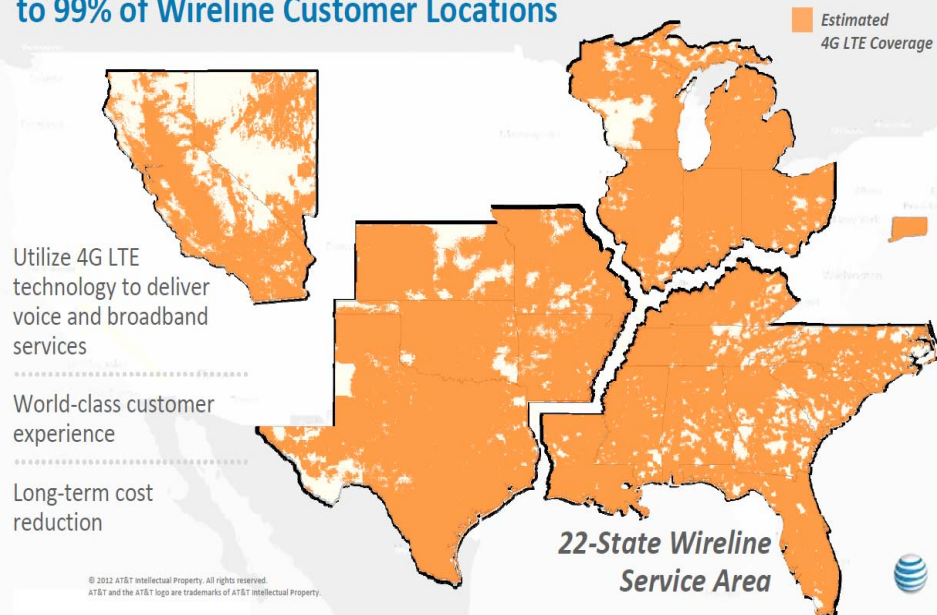 to 99% of Wireline Customer Locations
Estimated
4G LTE Coverage
Utilize 4G LTE
technology to deliver
voice and broadband
services
World-class customer
experience
Long-term cost
reduction
22-State Wireline
Service Area
© 2012 AT&T Intellectual Property. All rights reserved.
AT&T and the AT&T logo are trademarks of AT&T Intellectual Property.